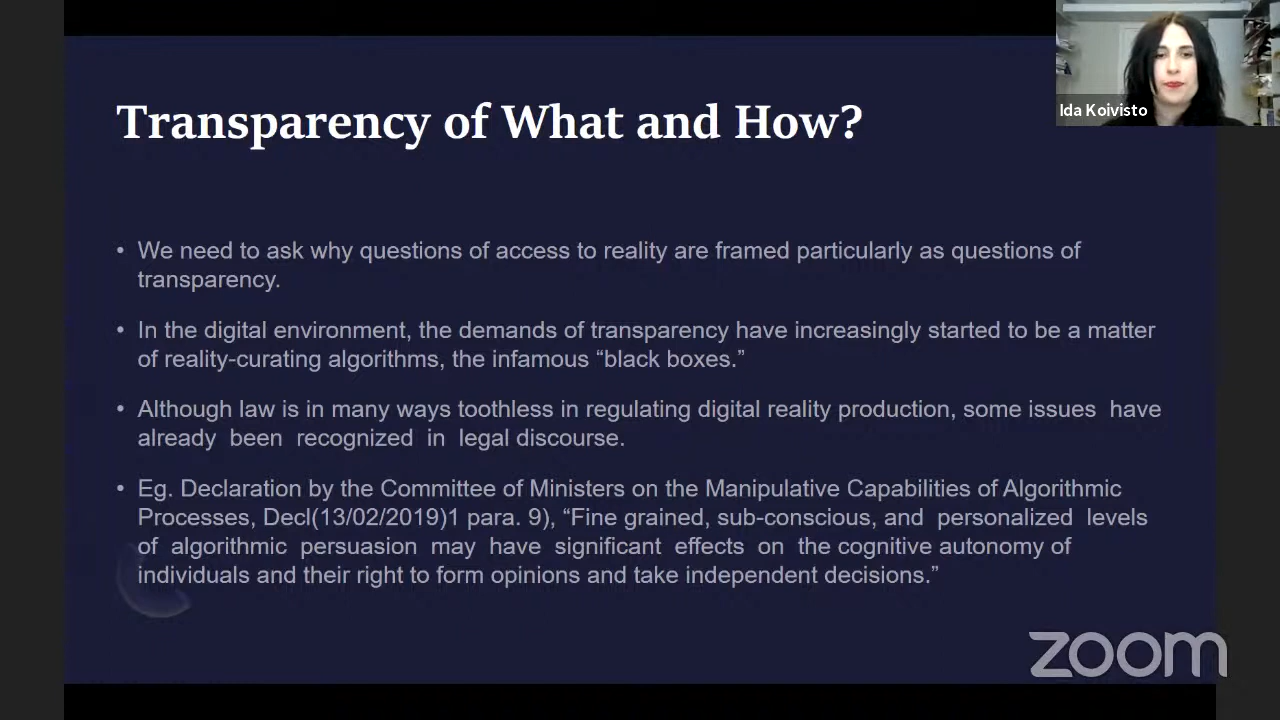 Transparency of What and How?
Ida Koivisto
• We need to ask why questions of access to reality are framed particularly as questions of
transparency.
• In the digital environment, the demands of transparency have increasingly started to be a matter
of reality-curating algorithms, the infamous “black boxes.”
• Although law is in many ways toothless in regulating digital reality production, some issues have
already been recognized in legal discourse.
• Eg. Declaration by the Committee of Ministers on the Manipulative Capabilities of Algorithmic
Processes, Decl(13/02/2019)1 para. 9), “Fine grained, sub-conscious, and personalized levels
of algorithmic persuasion may have significant effects on the cognitive autonomy of
individuals and their right to form opinions and take independent decisions.”
zoom